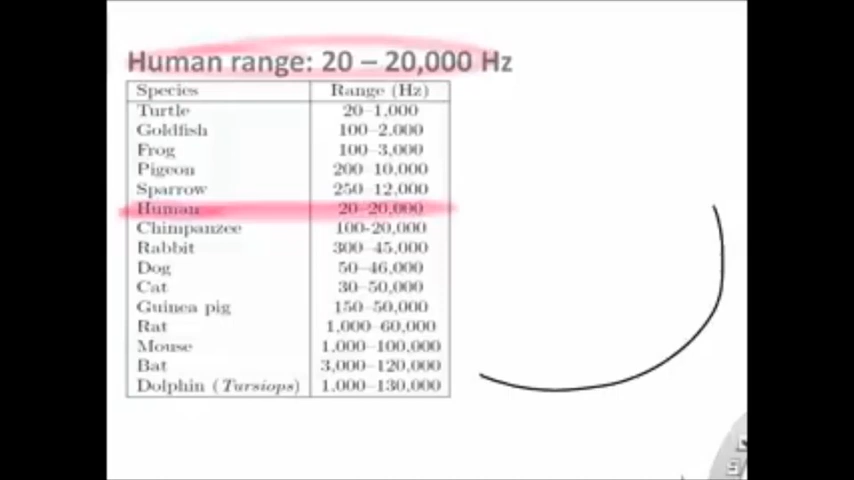 Human range: 20 – 20,000 Hz
Species Range (Hz)
Turtle 20–1,000
Goldfish 100–2,000
Frog 100–3,000
Pigeon 200–10,000
Sparrow 250–12,000
Human 20–20,000
Chimpanzee 100-20,000
Rabbit 300–45,000
Dog 50–46,000
Cat 30–50,000
Guinea pig 150–50,000
Rat 1,000–60,000
Mouse 1,000–100,000
Bat 3,000–120,000
Dolphin (Tursiops) 1,000–130,000